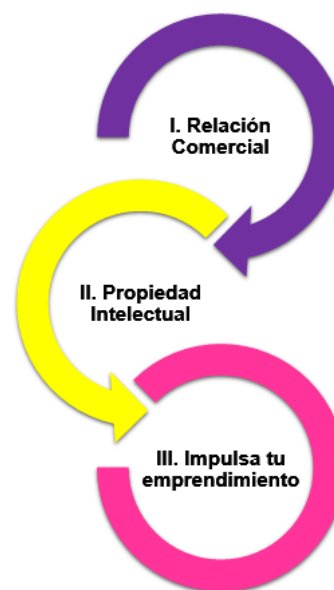 I. Relación
Comercial
II. Propiedad
Intelectual
III. Impulsa tu
emprendimiento